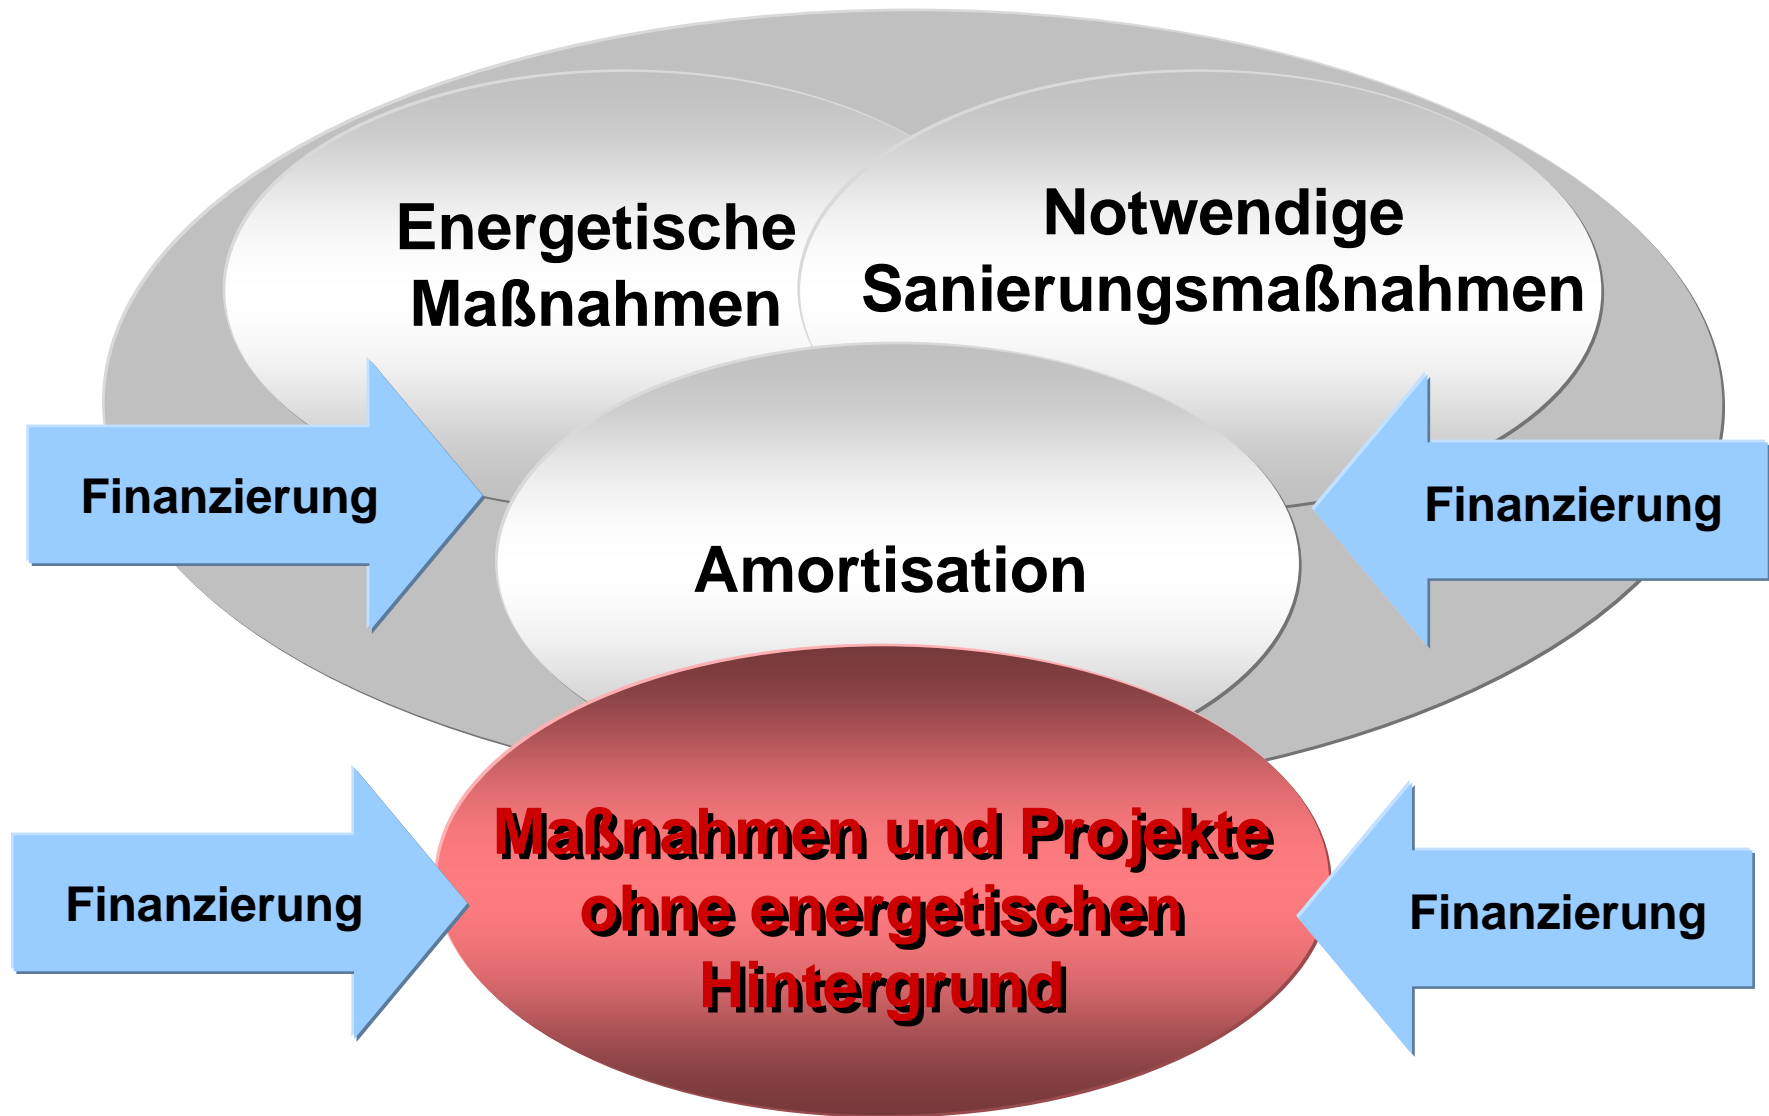 Energetische
Maßnahmen
Notwendige
Sanierungsmaßnahmen
Finanzierung
Finanzierung
Amortisation
Maßnahmen und Projekte
ohne energetischen
Hintergrund
Finanzierung
Finanzierung